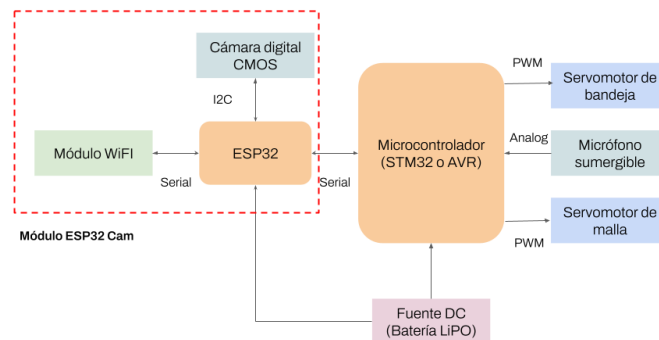 Cámara digital
CMOS
I2C
Módulo WiFI
Serial
ESP32
Serial
Módulo ESP32 Cam
Microcontrolador
(STM32 o AVR)
PWM
Servomotor de
bandeja
Analog
Micrófono
sumergible
Servomotor de
malla
PWM
Fuente DC
(Batería LiPO)